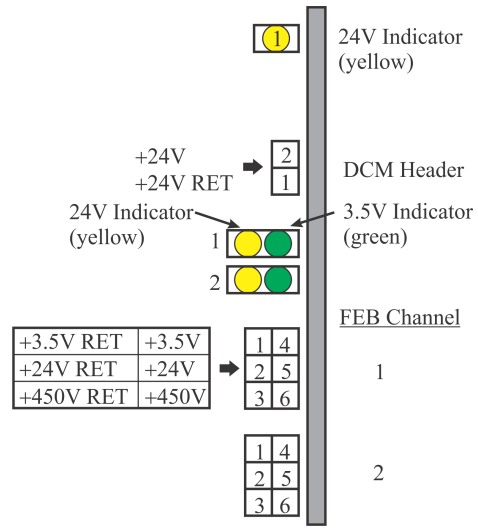 1
24V Indicator
(yellow)
+24V
+24V RET
2
1
DCM Header
24V Indicator
(yellow)
3.5V Indicator
(green)
1
2
FEB Channel
+3.5V RET +3.5V
+24V RET +24V
+450V RET +450V
1 4
2 5
3 6
1
1 4
2 5
3 6
2